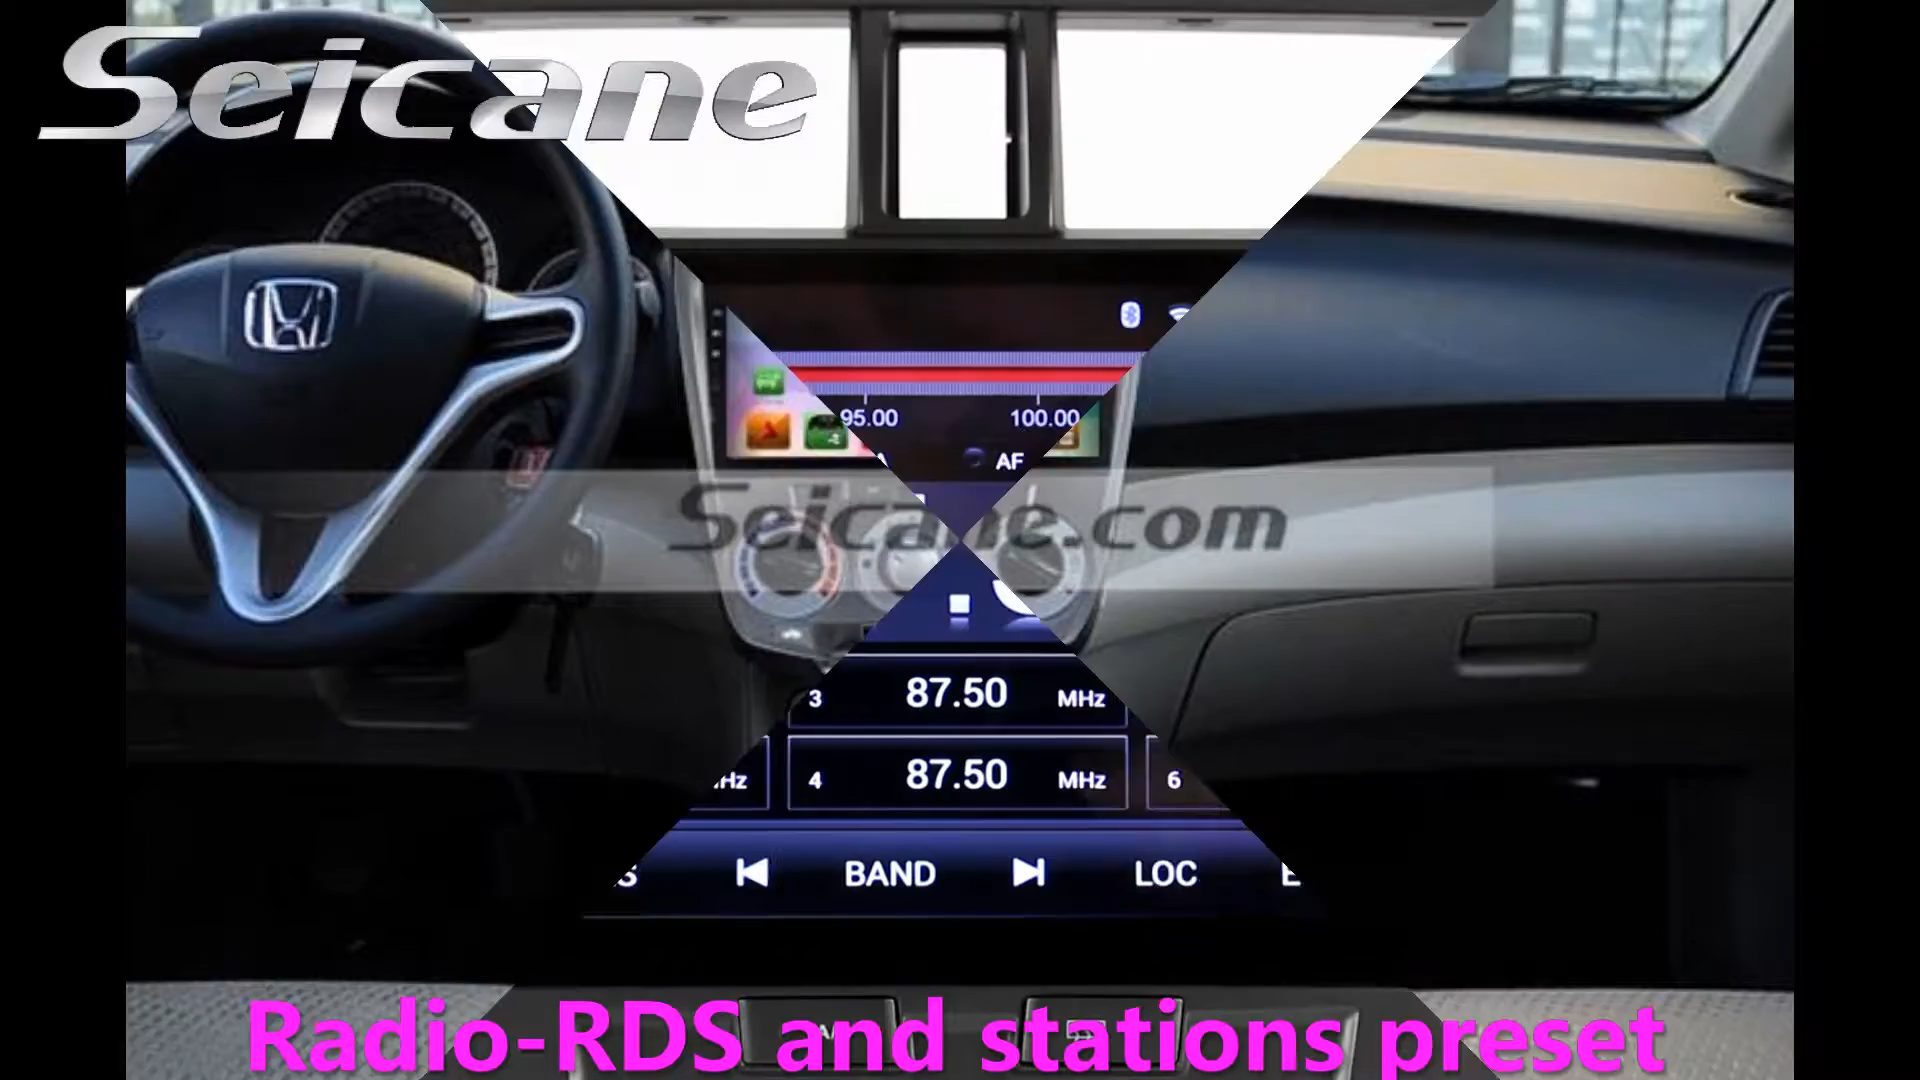 Seicane
95.00 100.00
AF
Seicane.com
3 87.50 MHz
4 87.50 MHz 6
BAND LOC
Radio-RDS and stations preset